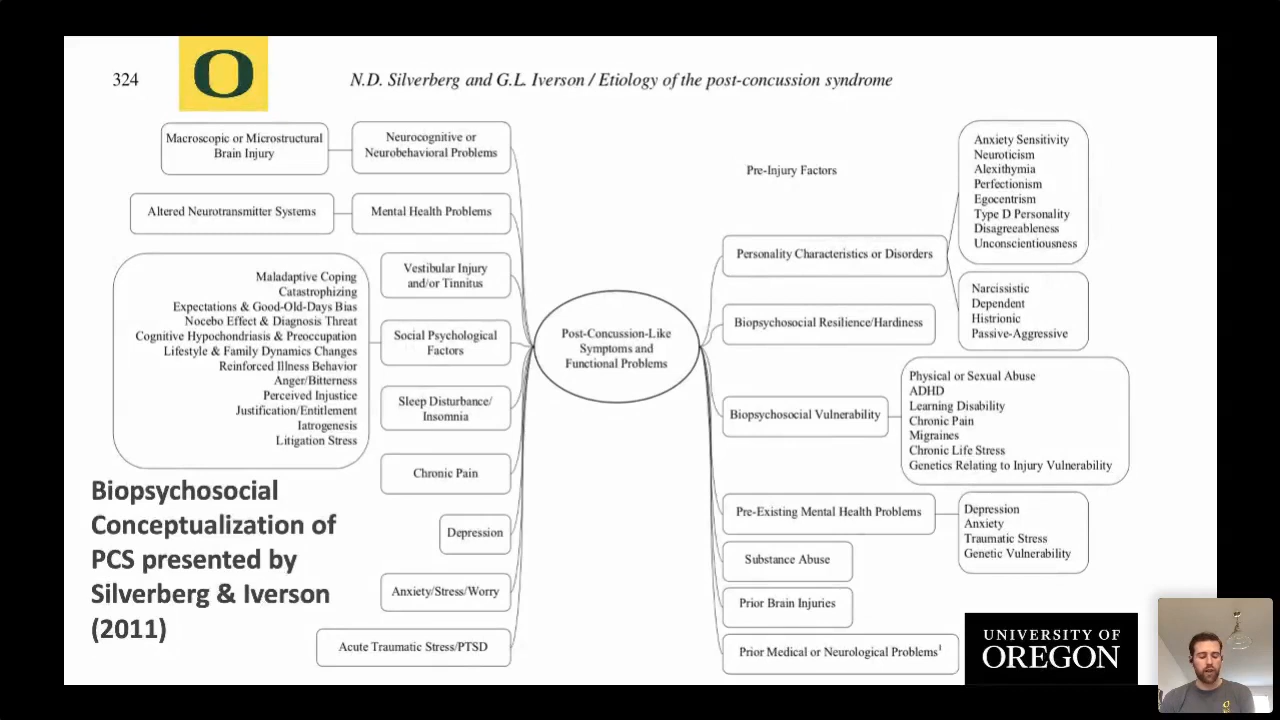 324
O
N.D. Silverberg and G.L. Iverson / Etiology of the post-concussion syndrome
Macroscopic or Microstructural
Brain Injury
Neurocognitive or
Neurobehavioral Problems
Altered Neurotransmitter Systems
Mental Health Problems
Vestibular Injury
and/or Tinnitus
Maladaptive Coping
Catastrophizing
Expectations & Good-Old-Days Bias
Nocebo Effect & Diagnosis Threat
Cognitive Hypochondriasis & Preoccupation
Lifestyle & Family Dynamics Changes
Reinforced Illness Behavior
Anger/Bitterness
Perceived Injustice
Justification/Entitlement
Iatrogenesis
Litigation Stress
Social Psychological
Factors
Sleep Disturbance/
Insomnia
Chronic Pain
Depression
Anxiety/Stress/Worry
Acute Traumatic Stress/PTSD
Biopsychosocial
Conceptualization of
PCS presented by
Silverberg & Iverson
(2011)
Post-Concussion-Like
Symptoms and
Functional Problems
Pre-Injury Factors
Personality Characteristics or Disorders
Anxiety Sensitivity
Neuroticism
Alexithymia
Perfectionism
Egocentrism
Type D Personality
Disagreeableness
Unconscientiousness
Narcissistic
Dependent
Histrionic
Passive-Aggressive
Biopsychosocial Resilience/Hardiness
Biopsychosocial Vulnerability
Physical or Sexual Abuse
ADHD
Learning Disability
Chronic Pain
Migraines
Chronic Life Stress
Genetics Relating to Injury Vulnerability
Pre-Existing Mental Health Problems
Depression
Anxiety
Traumatic Stress
Genetic Vulnerability
Substance Abuse
Prior Brain Injuries
Prior Medical or Neurological Problems¹
UNIVERSITY OF
OREGON